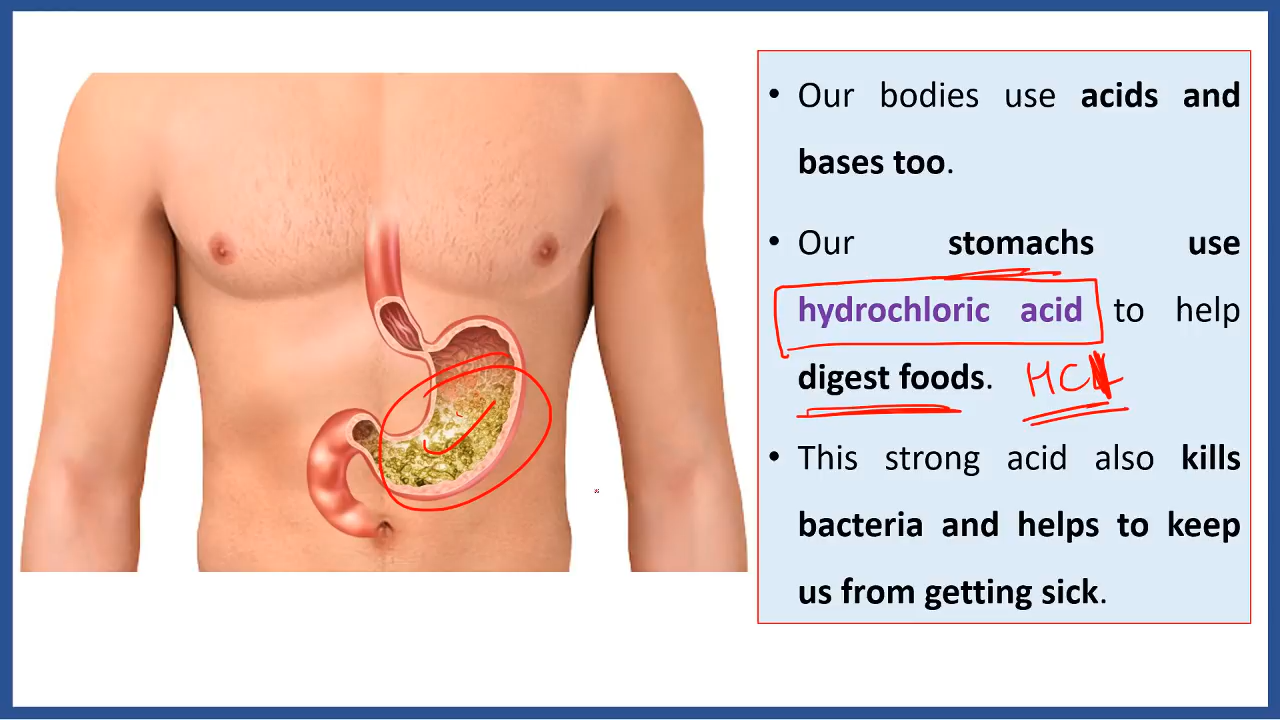 • Our bodies use acids and
bases too.
• Our stomachs use
hydrochloric acid to help
digest foods. HCl
• This strong acid also kills
bacteria and helps to keep
us from getting sick.